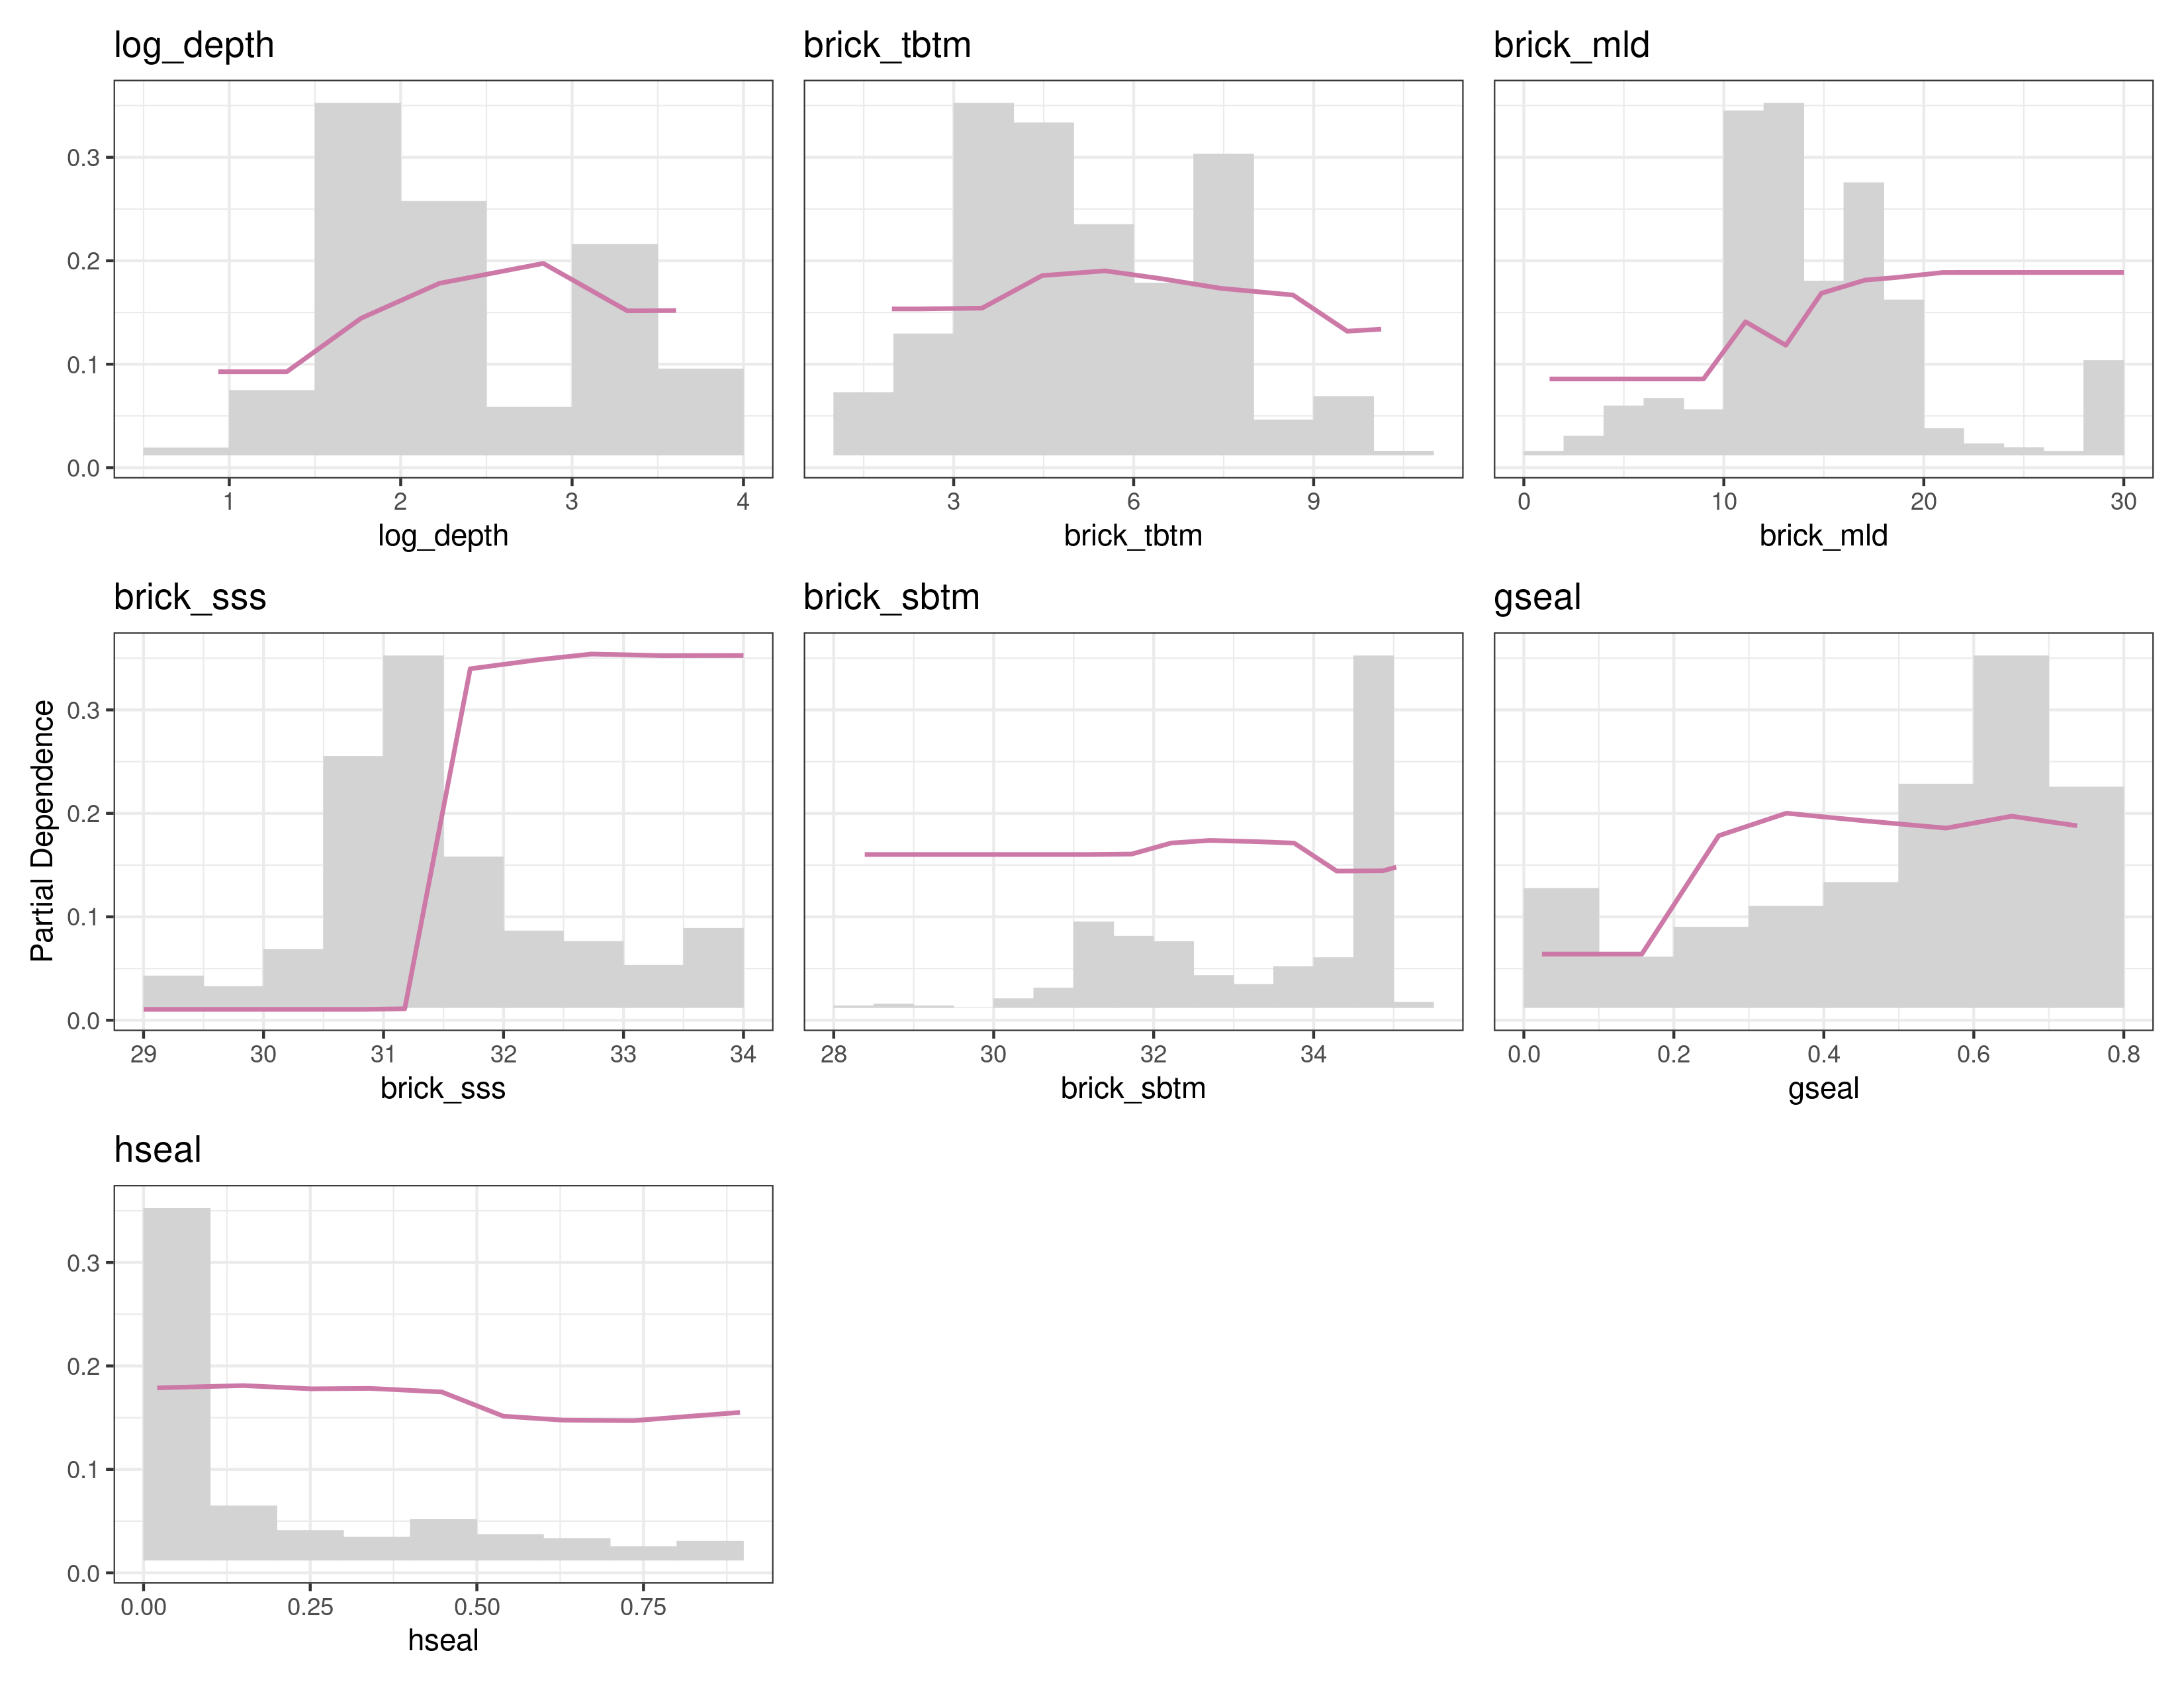 log_depth
brick_tbtm
brick_mld
0.3
0.2
0.1
0.0
1 2 3 4
3 6 9
0 10 20 30
log_depth
brick_tbtm
brick_mld
brick_sss
brick_sbtm
gseal
Partial Dependence
0.3
0.2
0.1
0.0
29 30 31 32 33 34
28 30 32 34
0.0 0.2 0.4 0.6 0.8
brick_sss
brick_sbtm
gseal
hseal
0.3
0.2
0.1
0.0
0.00 0.25 0.50 0.75
hseal